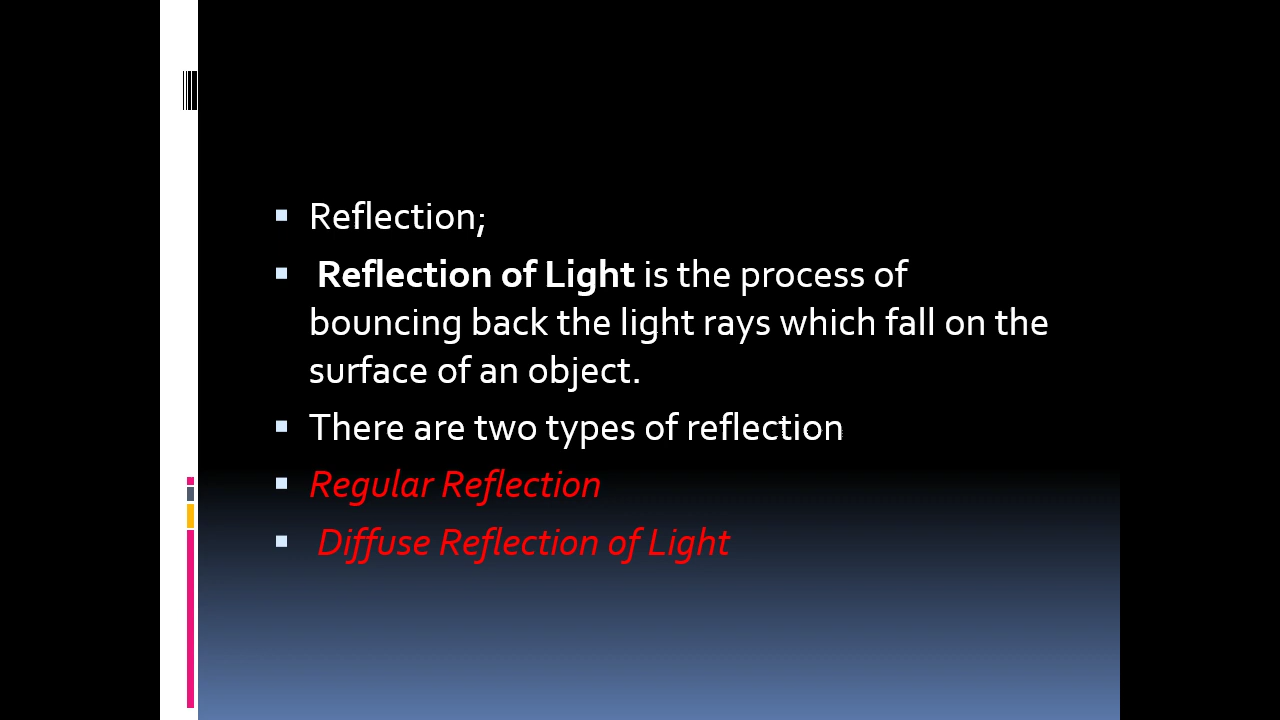 Reflection;
Reflection of Light is the process of
bouncing back the light rays which fall on the
surface of an object.
There are two types of reflection
Regular Reflection
Diffuse Reflection of Light